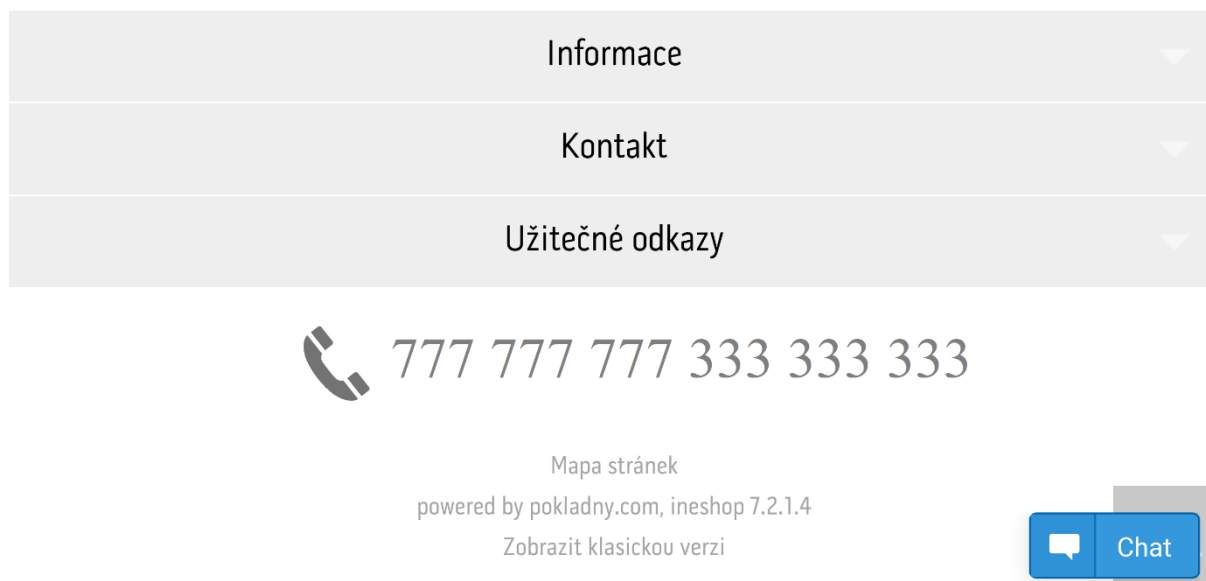 Informace
Kontakt
Užitečné odkazy
777 777 777 333 333 333
Mapa stránek
powered by pokladny.com, ineshop 7.2.1.4
Zobrazit klasickou verzi
Chat